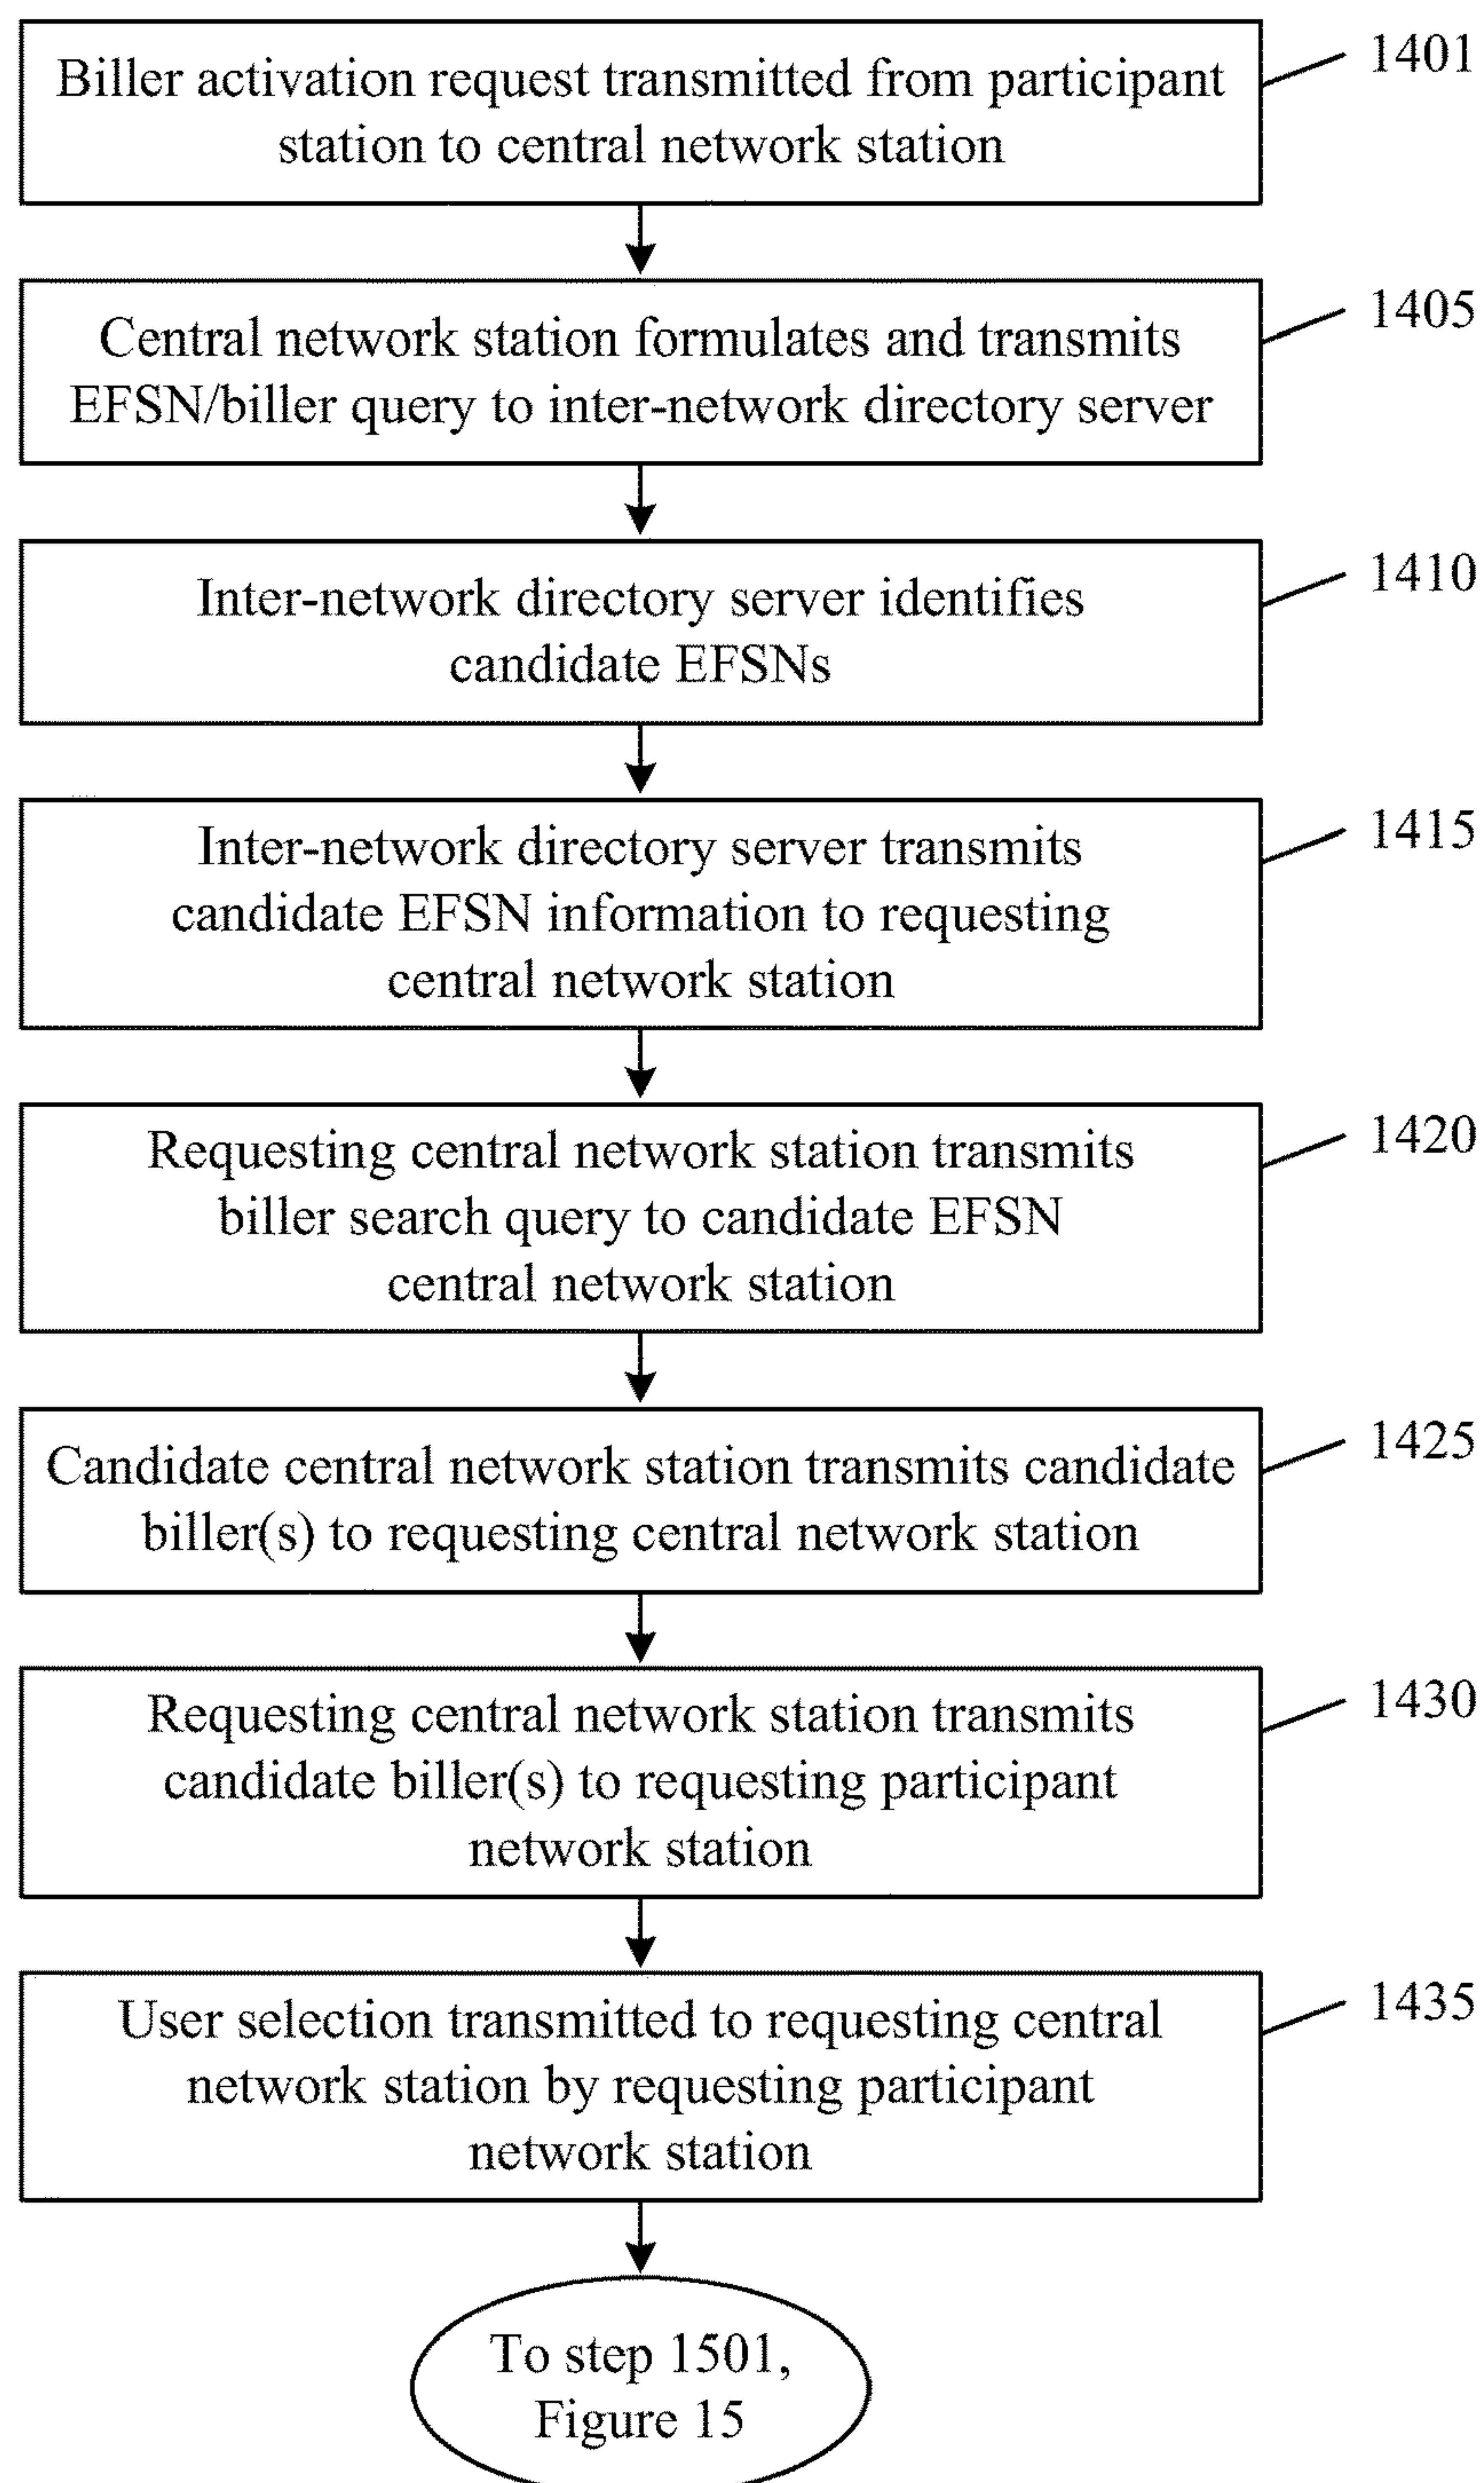 Biller activation request transmitted from participant
station to central network station
1401
Central network station formulates and transmits
EFSN/biller query to inter-network directory server
1405
Inter-network directory server identifies
candidate EFSNs
1410
Inter-network directory server transmits
candidate EFSN information to requesting
central network station
1415
Requesting central network station transmits
biller search query to candidate EFSN
central network station
1420
Candidate central network station transmits candidate
biller(s) to requesting central network station
1425
Requesting central network station transmits
candidate biller(s) to requesting participant
network station
1430
User selection transmitted to requesting central
network station by requesting participant
network station
1435
To step 1501,
Figure 15